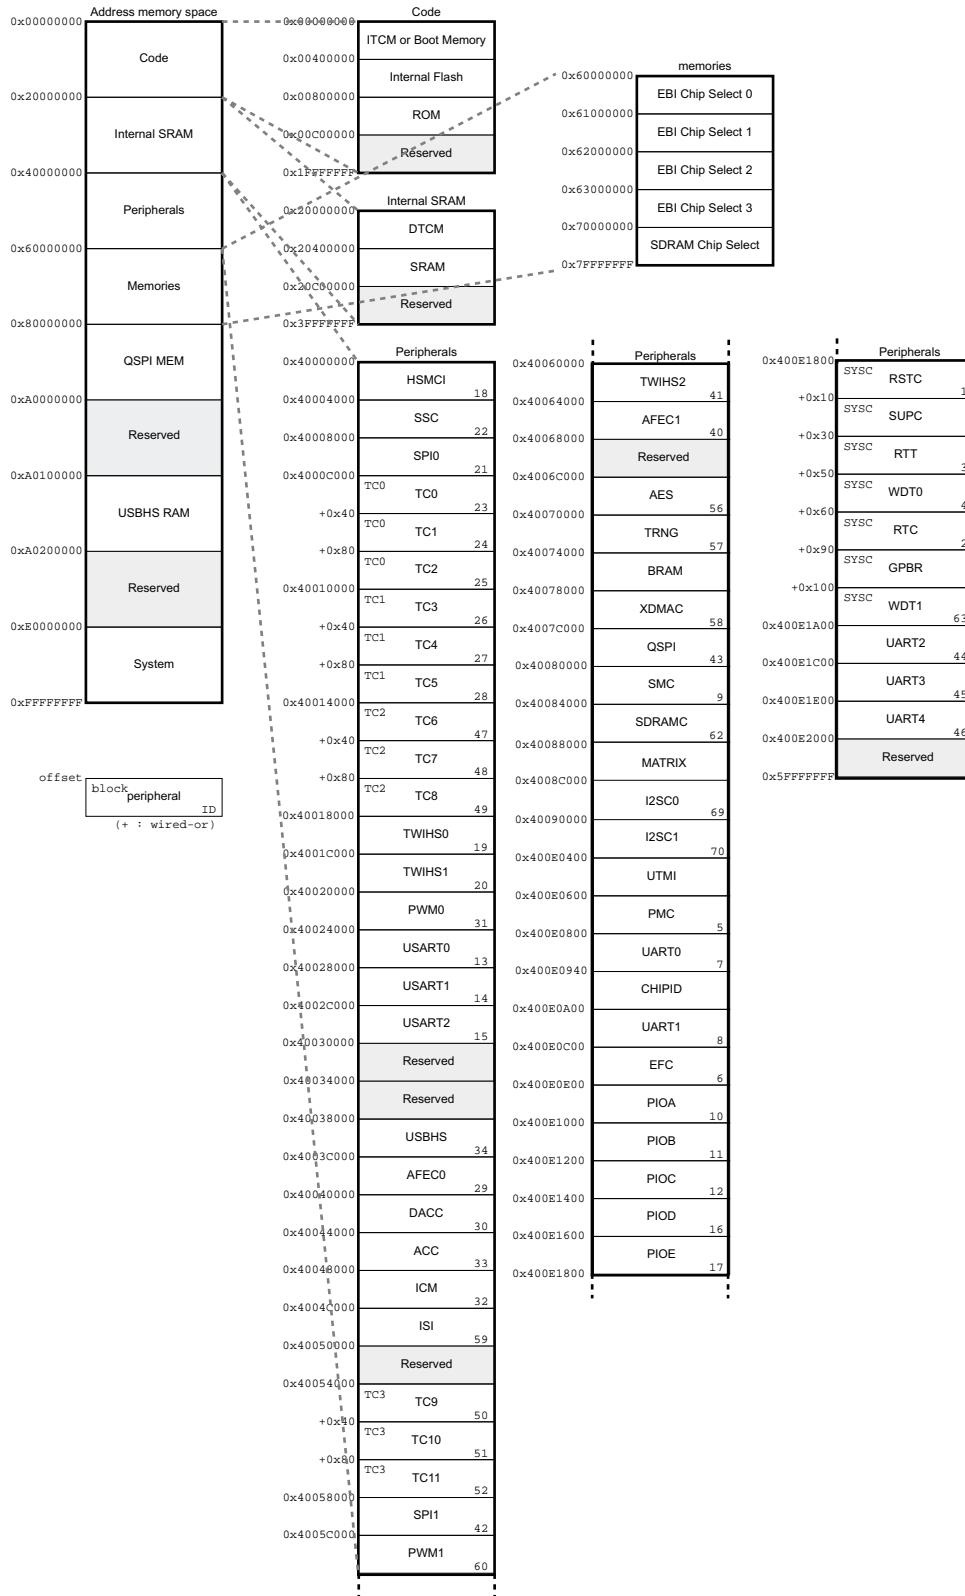 Address memory space
0x00000000
Code
0x20000000
Internal SRAM
0x40000000
Peripherals
0x60000000
Memories
0x80000000
QSPI MEM
0xA0000000
Reserved
0xA0100000
USBHS RAM
0xA0200000
Reserved
0xE0000000
System
0xFFFFFFFF
offset
block
peripheral
ID
(+ : wired-or)
Code
0x00000000
ITCM or Boot Memory
0x00400000
Internal Flash
0x00800000
ROM
0x00C00000
Reserved
0x1FFFFFFF
Internal SRAM
0x20000000
DTCM
0x20400000
SRAM
0x20C00000
Reserved
0x3FFFFFFF
Peripherals
0x40000000
HSMCI
18
0x40004000
SSC
22
0x40008000
SPI0
21
0x4000C000
TC0 TC0
23
+0x40
TC0 TC1
24
+0x80
TC0 TC2
25
0x40010000
TC1 TC3
26
+0x40
TC1 TC4
27
+0x80
TC1 TC5
28
0x40014000
TC2 TC6
47
+0x40
TC2 TC7
48
+0x80
TC2 TC8
49
0x40018000
TWIHS0
19
0x4001C000
TWIHS1
20
0x40020000
PWM0
31
0x40024000
USART0
13
0x40028000
USART1
14
0x4002C000
USART2
15
0x40030000
Reserved
0x40034000
Reserved
0x40038000
USBHS
34
0x4003C000
AFEC0
29
0x40040000
DACC
30
0x40044000
ACC
33
0x40048000
ICM
32
0x4004C000
ISI
59
0x40050000
Reserved
0x40054000
TC3 TC9
50
+0x40
TC3 TC10
51
+0x80
TC3 TC11
52
0x40058000
SPI1
42
0x4005C000
PWM1
60
memories
0x60000000
EBI Chip Select 0
0x61000000
EBI Chip Select 1
0x62000000
EBI Chip Select 2
0x63000000
EBI Chip Select 3
0x70000000
SDRAM Chip Select
0x7FFFFFFF
Peripherals
0x40060000
TWIHS2
41
0x40064000
AFEC1
40
0x40068000
Reserved
0x4006C000
AES
56
0x40070000
TRNG
57
0x40074000
BRAM
0x40078000
XDMAC
58
0x4007C000
QSPI
43
0x40080000
SMC
9
0x40084000
SDRAMC
62
0x40088000
MATRIX
0x4008C000
I2SC0
69
0x40090000
I2SC1
70
0x400E0400
UTMI
0x400E0600
PMC
5
0x400E0800
UART0
7
0x400E0940
CHIPID
0x400E0A00
UART1
8
0x400E0C00
EFC
6
0x400E0E00
PIOA
10
0x400E1000
PIOB
11
0x400E1200
PIOC
12
0x400E1400
PIOD
16
0x400E1600
PIOE
17
0x400E1800
Peripherals
0x400E1800
SYSC RSTC
1
+0x10
SYSC SUPC
+0x30
SYSC RTT
3
+0x50
SYSC WDT0
4
+0x60
SYSC RTC
2
+0x90
SYSC GPBR
+0x100
SYSC WDT1
63
0x400E1A00
UART2
44
0x400E1C00
UART3
45
0x400E1E00
UART4
46
0x400E2000
Reserved
0x5FFFFFFF